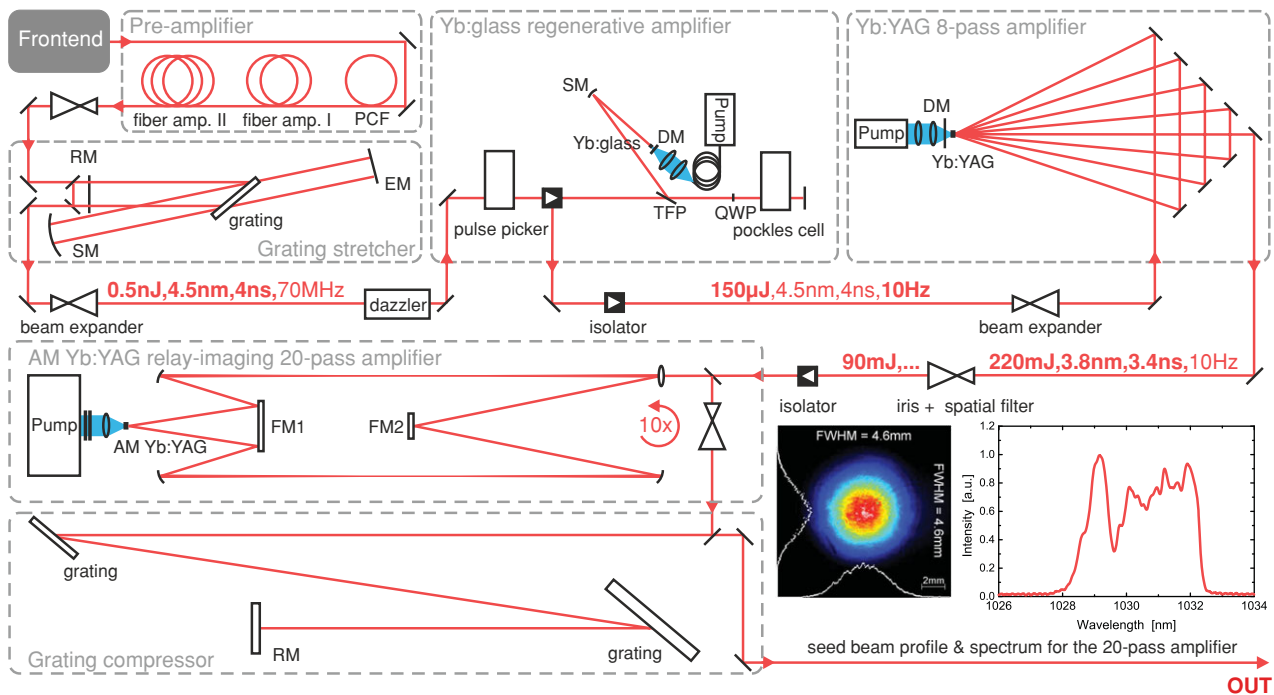 Frontend
Pre-amplifier
fiber amp. II
fiber amp. I
PCF
Yb:glass regenerative amplifier
SM
Yb:glass
DM
Pump
pulse picker
TFP
QWP
pockles cell
Yb:YAG 8-pass amplifier
Pump
DM
Yb:YAG
RM
EM
grating
SM
Grating stretcher
beam expander
0.5nJ,4.5nm,4ns,70MHz
dazzler
isolator
150µJ,4.5nm,4ns,10Hz
beam expander
AM Yb:YAG relay-imaging 20-pass amplifier
Pump
AM Yb:YAG
FM1
FM2
10x
isolator
90mJ,...
iris + spatial filter
220mJ,3.8nm,3.4ns,10Hz
FWHM = 4.6mm
FWHM = 4.6mm
2mm
Intensity [a.u.]
1.2
1.0
0.8
0.6
0.4
0.2
0.0
1026
1028
1030
1032
1034
Wavelength [nm]
grating
RM
grating
Grating compressor
seed beam profile & spectrum for the 20-pass amplifier
OUT